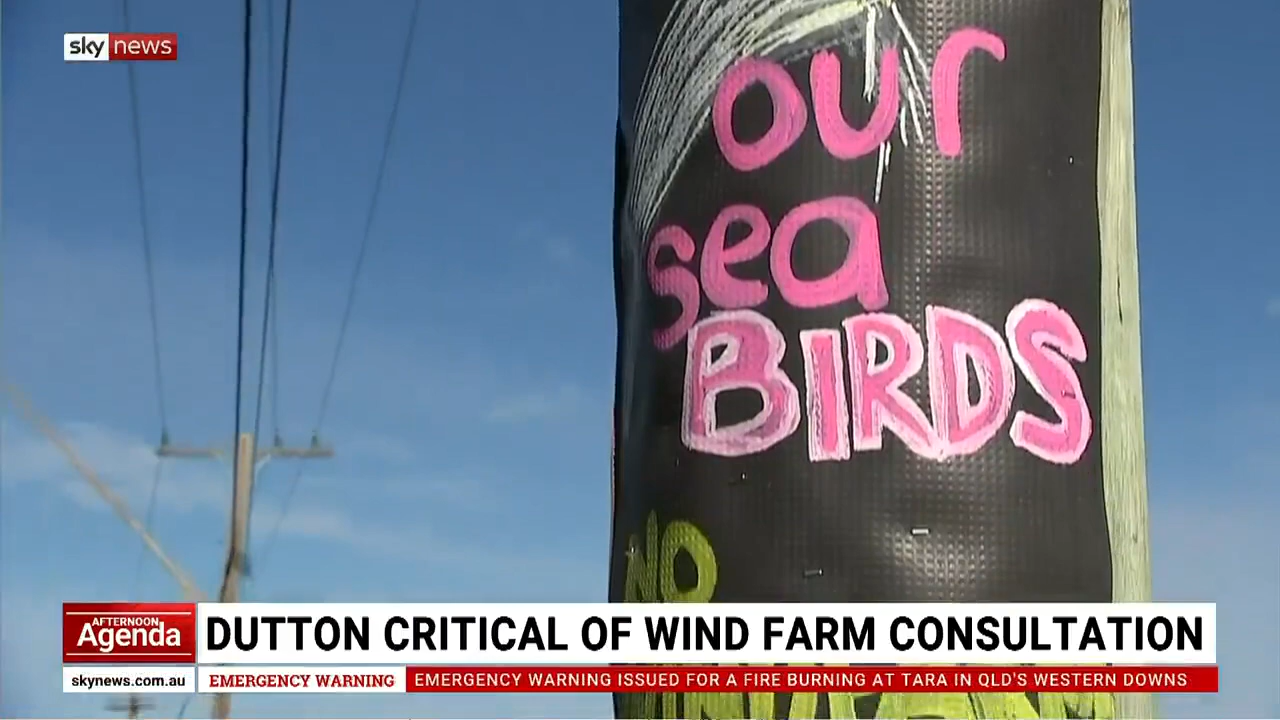 sky news
our
sea
BIRDS
NO
AFTERNOON
Agenda
DUTTON CRITICAL OF WIND FARM CONSULTATION
skynews.com.au
EMERGENCY WARNING
EMERGENCY WARNING ISSUED FOR A FIRE BURNING AT TARA IN QLD'S WESTERN DOWNS